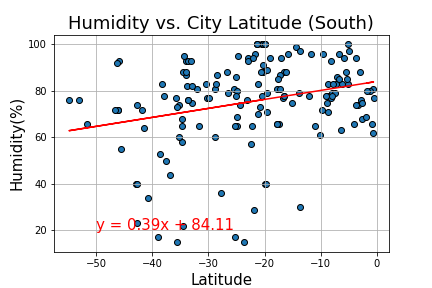 Humidity vs. City Latitude (South)
100
80
60
40
20
Humidity(%)
y = 0.39x + 84.11
−50 −40 −30 −20 −10 0
Latitude